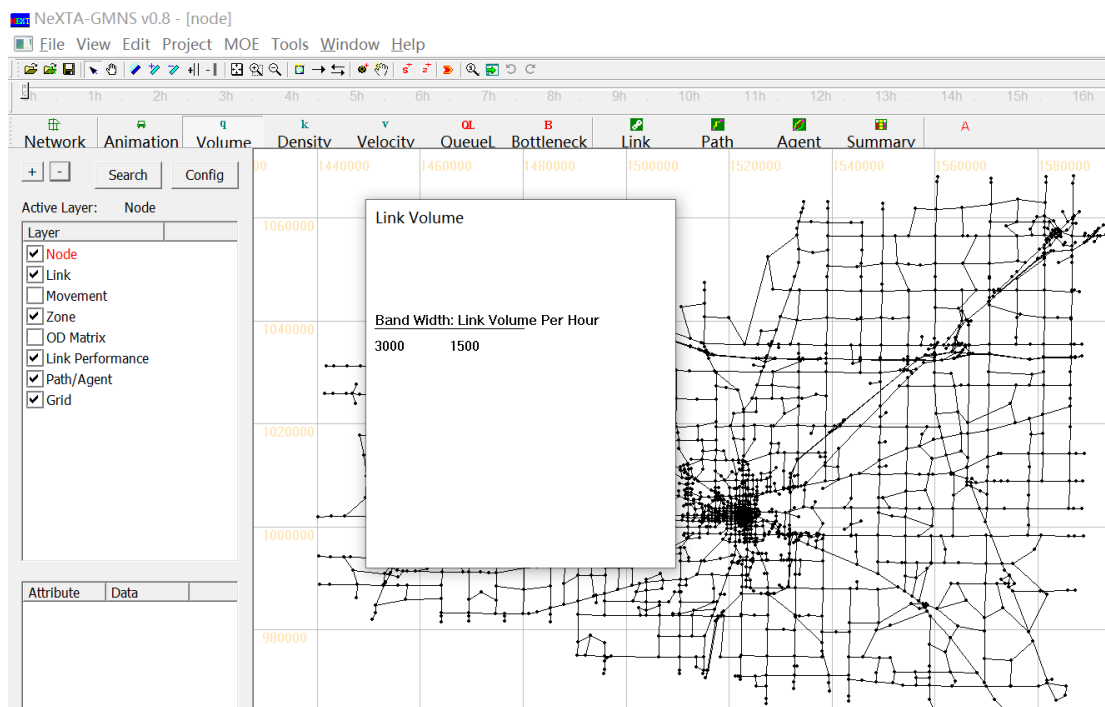 NeXTA-GMNS v0.8 - [node]
File View Edit Project MOE Tools Window Help
1h 2h 3h 4h 5h 6h 7h 8h 9h 10h 11h 12h 13h 14h 15h 16h
q k v QL B A
Network Animation Volume Density Velocity QueueL Bottleneck Link Path Agent Summary
+ - Search Config
1440000 1460000 1480000 1500000 1520000 1540000 1560000 1580000
Active Layer: Node
Layer
Node
Link
Movement
Zone
OD Matrix
Link Performance
Path/Agent
Grid
Attribute Data
1060000
1040000
1020000
1000000
980000
Link Volume
Band Width: Link Volume Per Hour
3000 1500